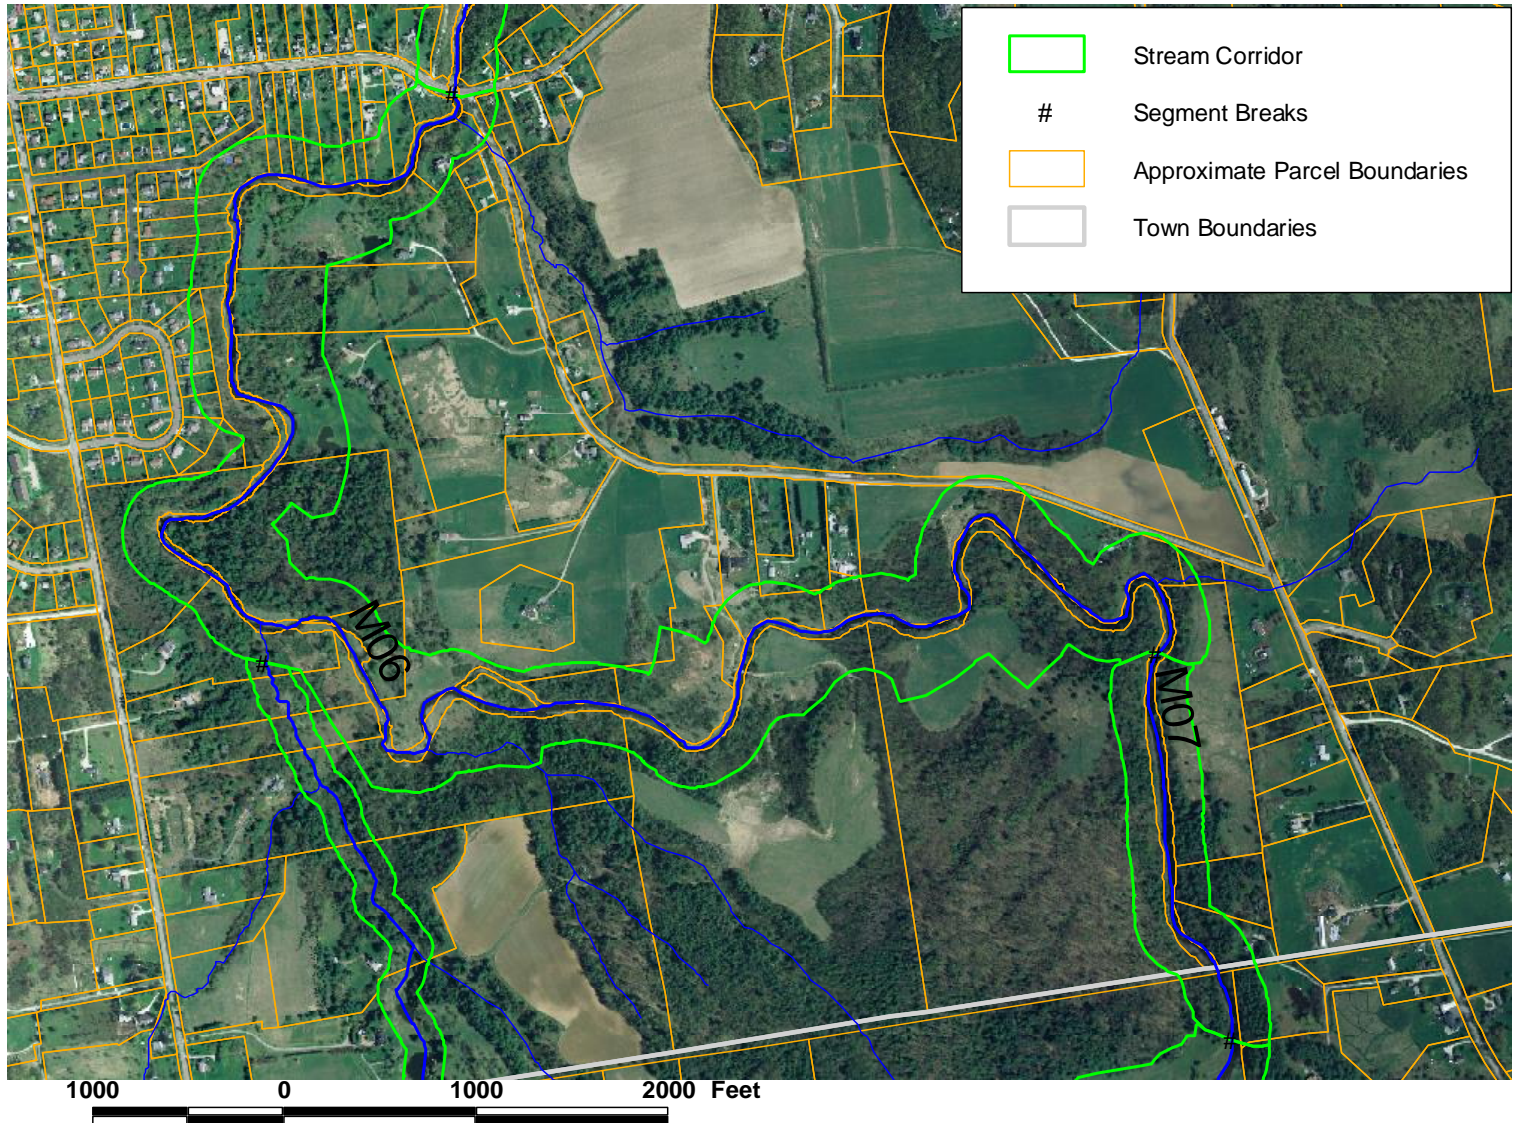 Stream Corridor
# Segment Breaks
Approximate Parcel Boundaries
Town Boundaries
#
M06
#
#
M07
#
1000 0 1000 2000 Feet